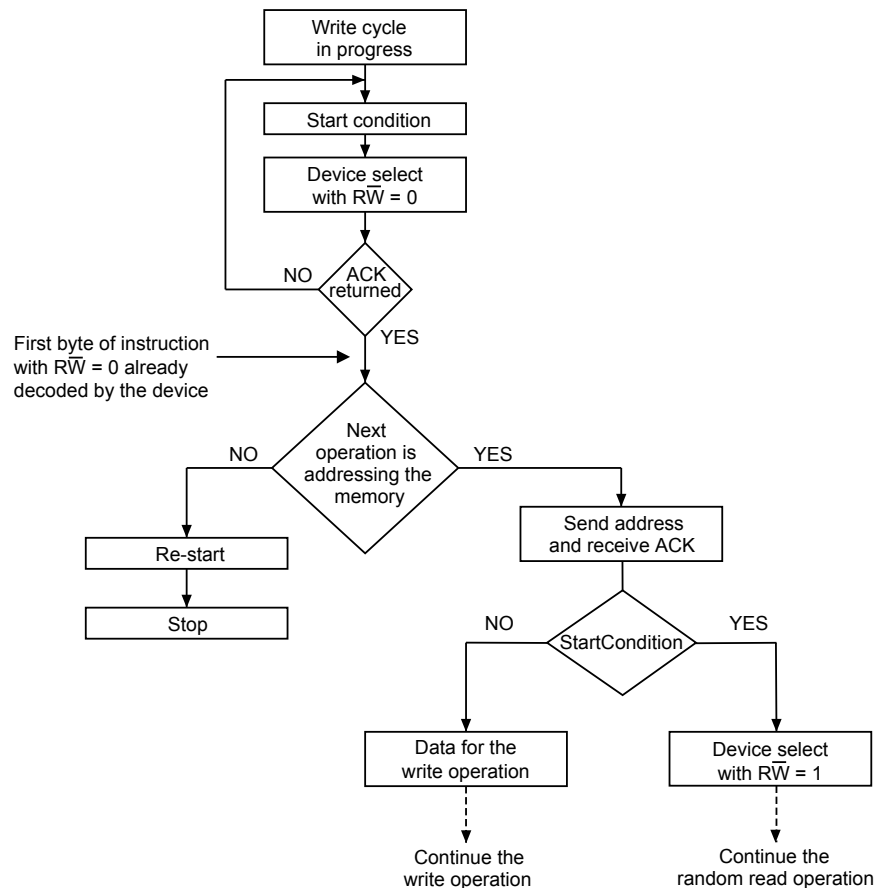 Write cycle
in progress
Start condition
Device select
with RW̅ = 0
NO
ACK
returned
YES
First byte of instruction
with RW̅ = 0 already
decoded by the device
NO
Next
operation is
addressing the
memory
YES
Send address
and receive ACK
Re-start
Stop
NO
StartCondition
YES
Data for the
write operation
Device select
with RW̅ = 1
Continue the
write operation
Continue the
random read operation